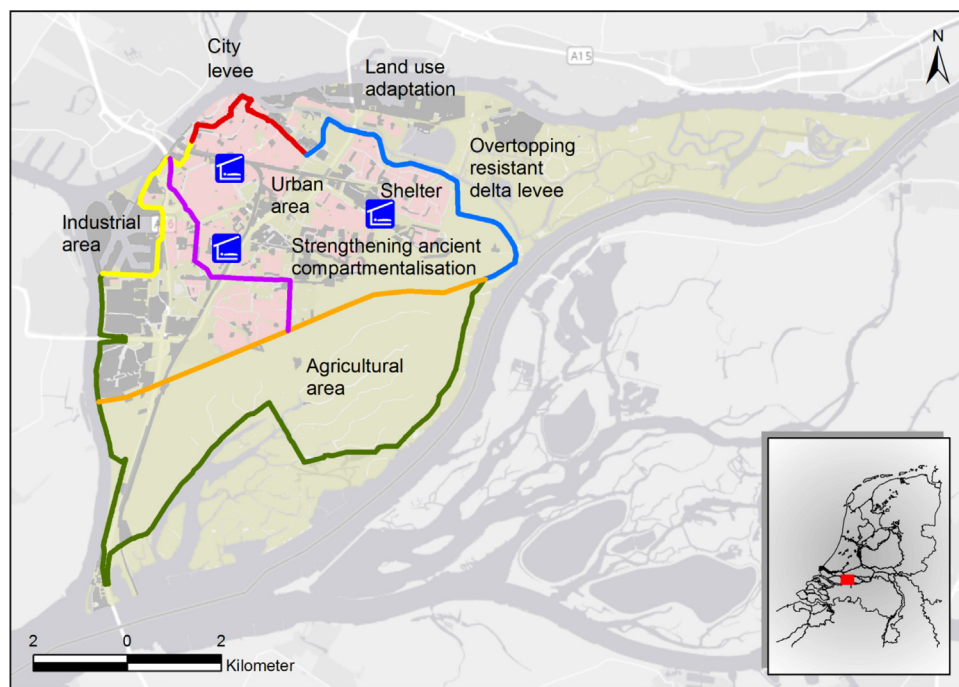 City
levee
Land use
adaptation
A15
N
Overtopping
resistant
delta levee
Urban
area
Shelter
Industrial
area
Strengthening ancient
compartmentalisation
Agricultural
area
2 0 2
Kilometer